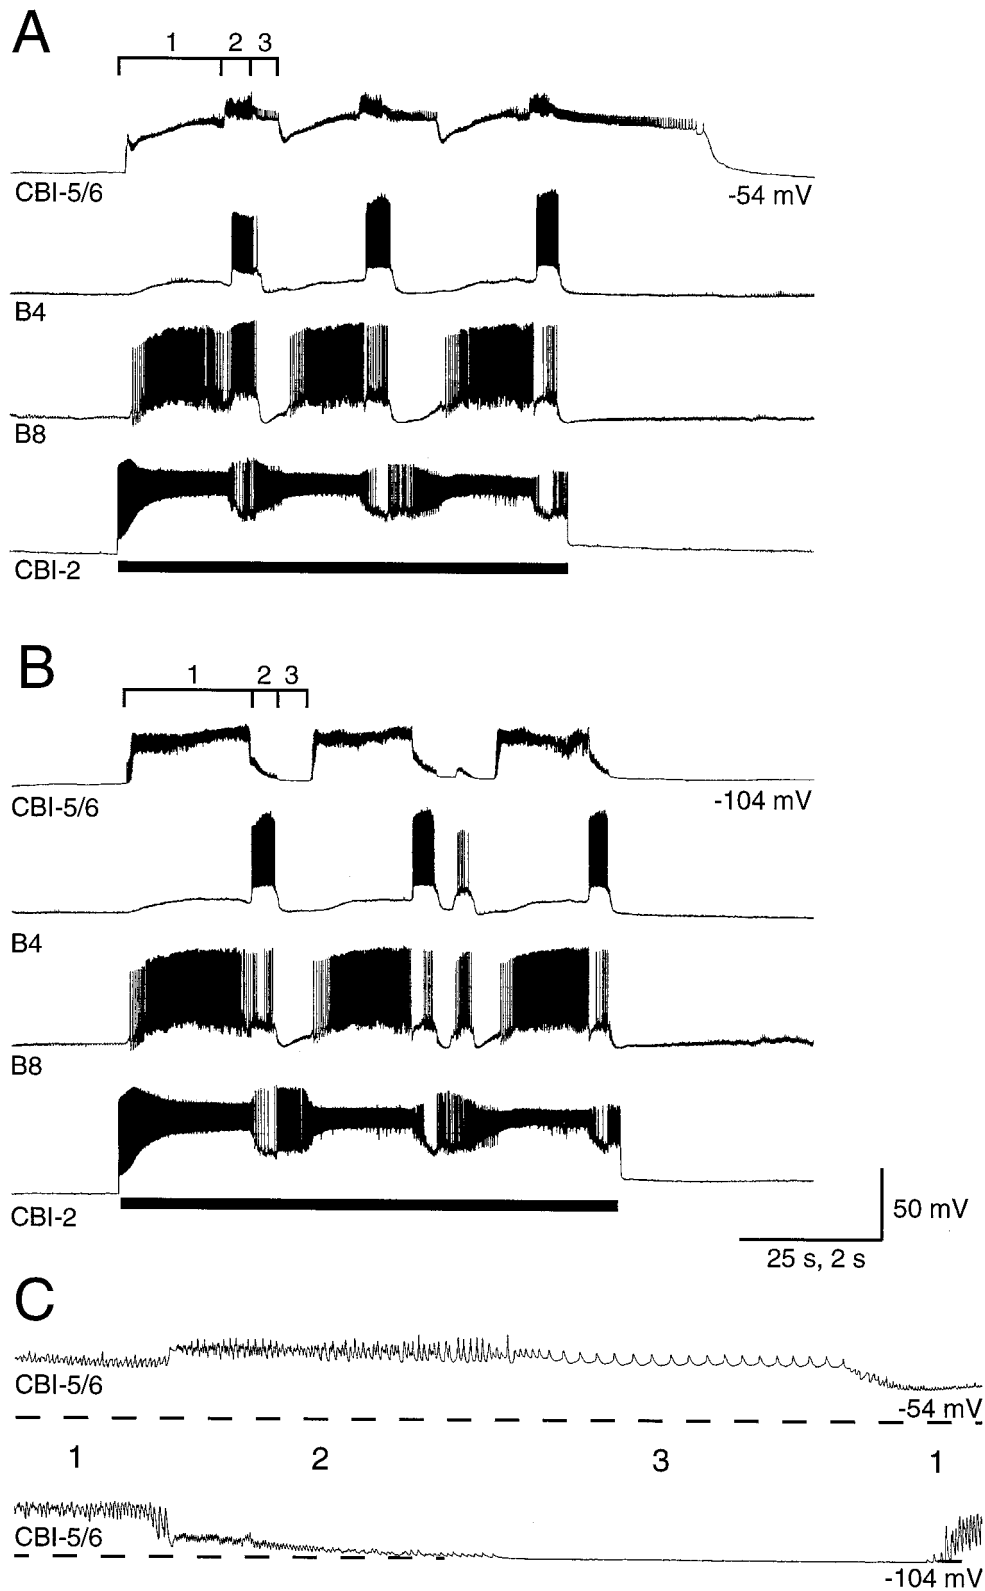 A
1 2 3
CBI-5/6
-54 mV
B4
B8
CBI-2
B
1 2 3
CBI-5/6
-104 mV
B4
B8
CBI-2
50 mV
25 s, 2 s
C
CBI-5/6
-54 mV
1 2 3 1
CBI-5/6
-104 mV